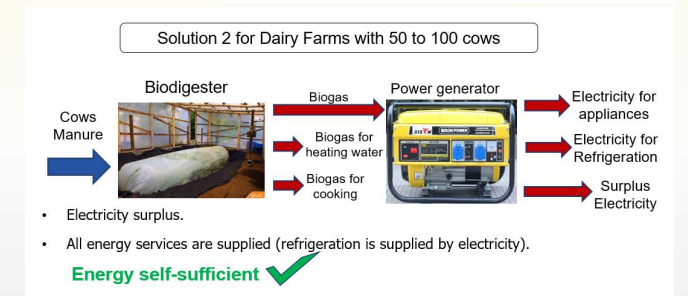 Solution 2 for Dairy Farms with 50 to 100 cows
Biodigester
Power generator
Cows
Manure
Biogas
Biogas for
heating water
Biogas for
cooking
Electricity for
appliances
Electricity for
Refrigeration
Surplus
Electricity
• Electricity surplus.
• All energy services are supplied (refrigeration is supplied by electricity).
Energy self-sufficient